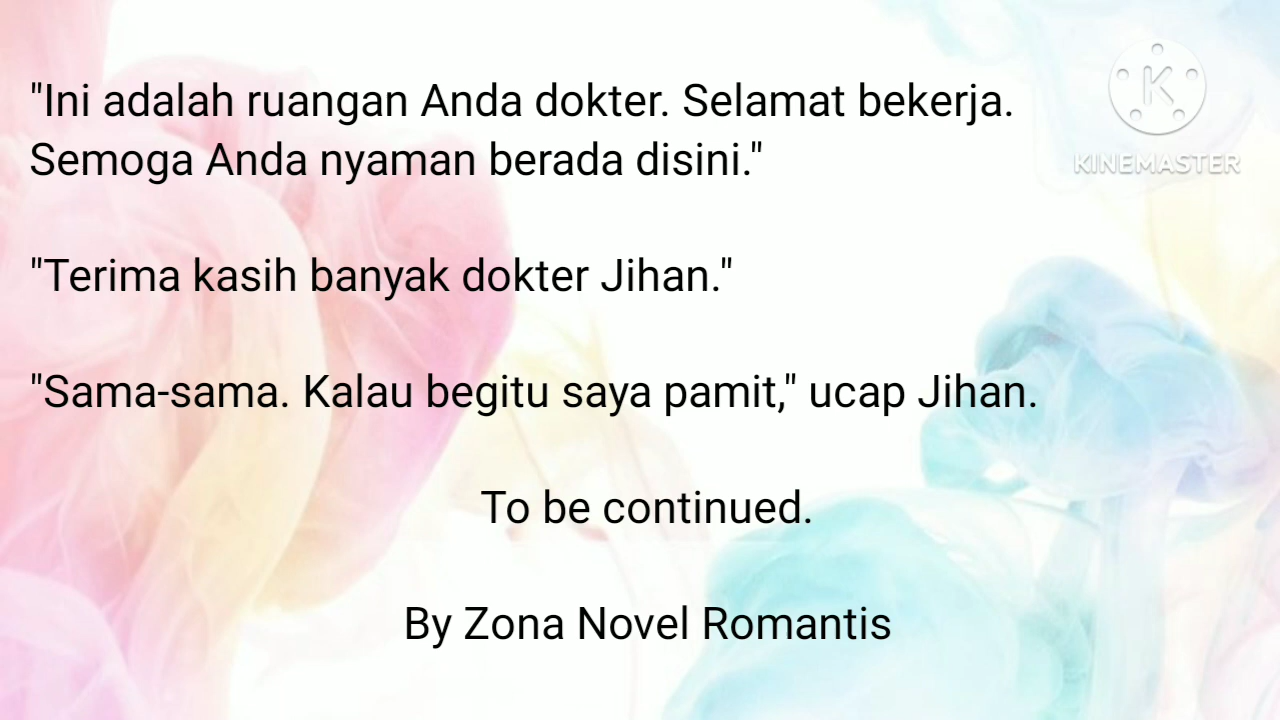 "Ini adalah ruangan Anda dokter. Selamat bekerja.
Semoga Anda nyaman berada disini."
"Terima kasih banyak dokter Jihan."
"Sama-sama. Kalau begitu saya pamit," ucap Jihan.
To be continued.
By Zona Novel Romantis
K
KINEMASTER